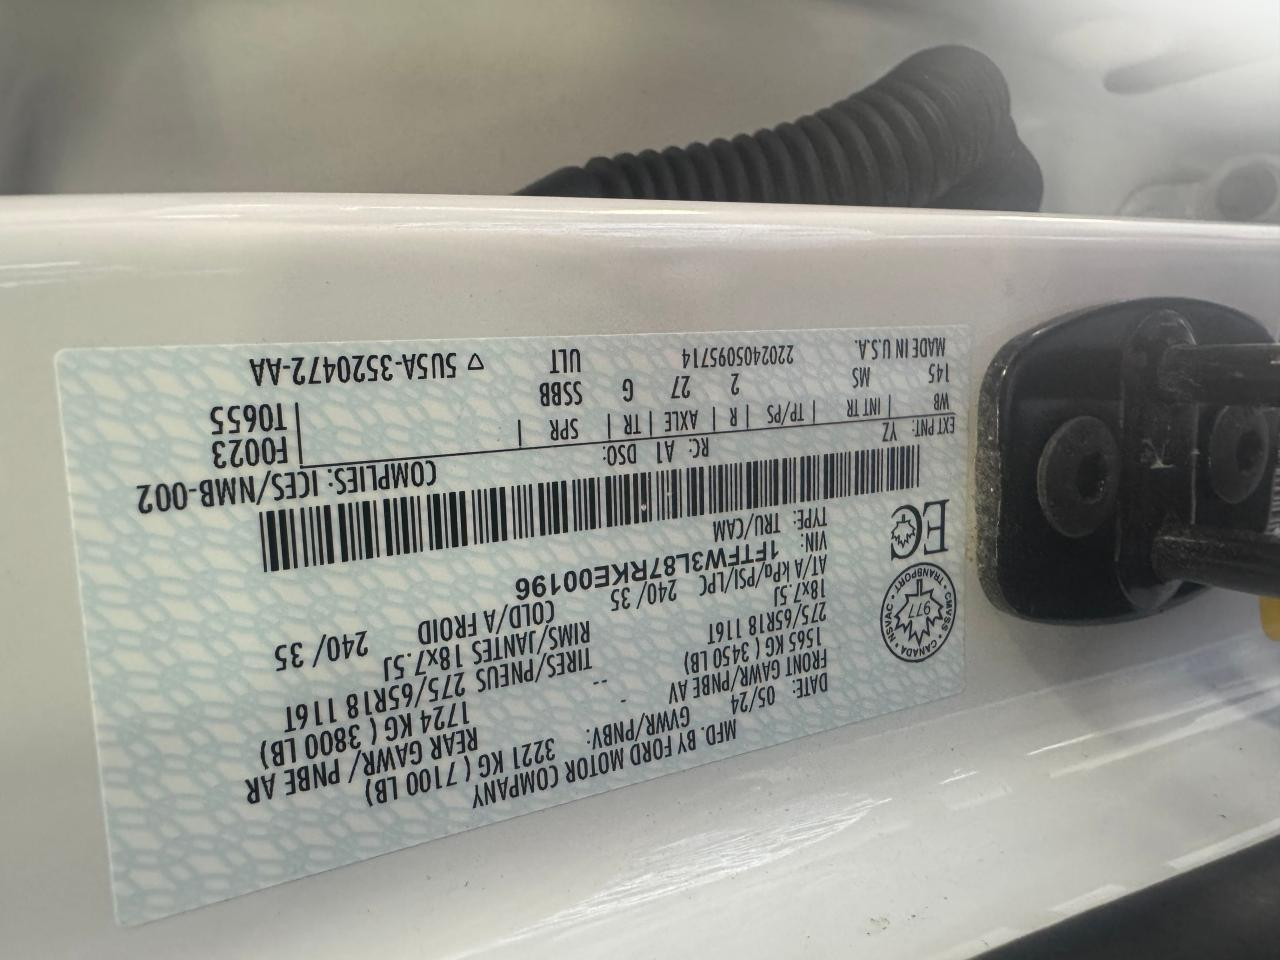 MFD. BY FORD MOTOR COMPANY
DATE: 05/24 GVWR/PNBV: 3221 KG ( 7100 LB)
FRONT GAWR/PNBE AV REAR GAWR/ PNBE AR
1565 KG ( 3450 LB) -- 1724 KG ( 3800 LB)
275/65R18 116T TIRES/PNEUS 275/65R18 116T
18x7.5J RIMS/JANTES 18x7.5J
AT/A kPa/PSI/LPC 240/ 35 COLD/A FROID 240/ 35
VIN: 1FTFW3L87RKE00196
TYPE: TRU/CAM
CANADA • TRANSPORT • CMVSS • NSVAC •
977
EC
COMPLIES: ICES/NMB-002
EXT PNT: YZ RC: A1 DSO: F0023
WB INT TR TP/PS R AXLE TR SPR T0655
145 MS 2 27 G SSBB
MADE IN U.S.A. 220240509 5714 ULT ▽ 5U5A-3520472-AA